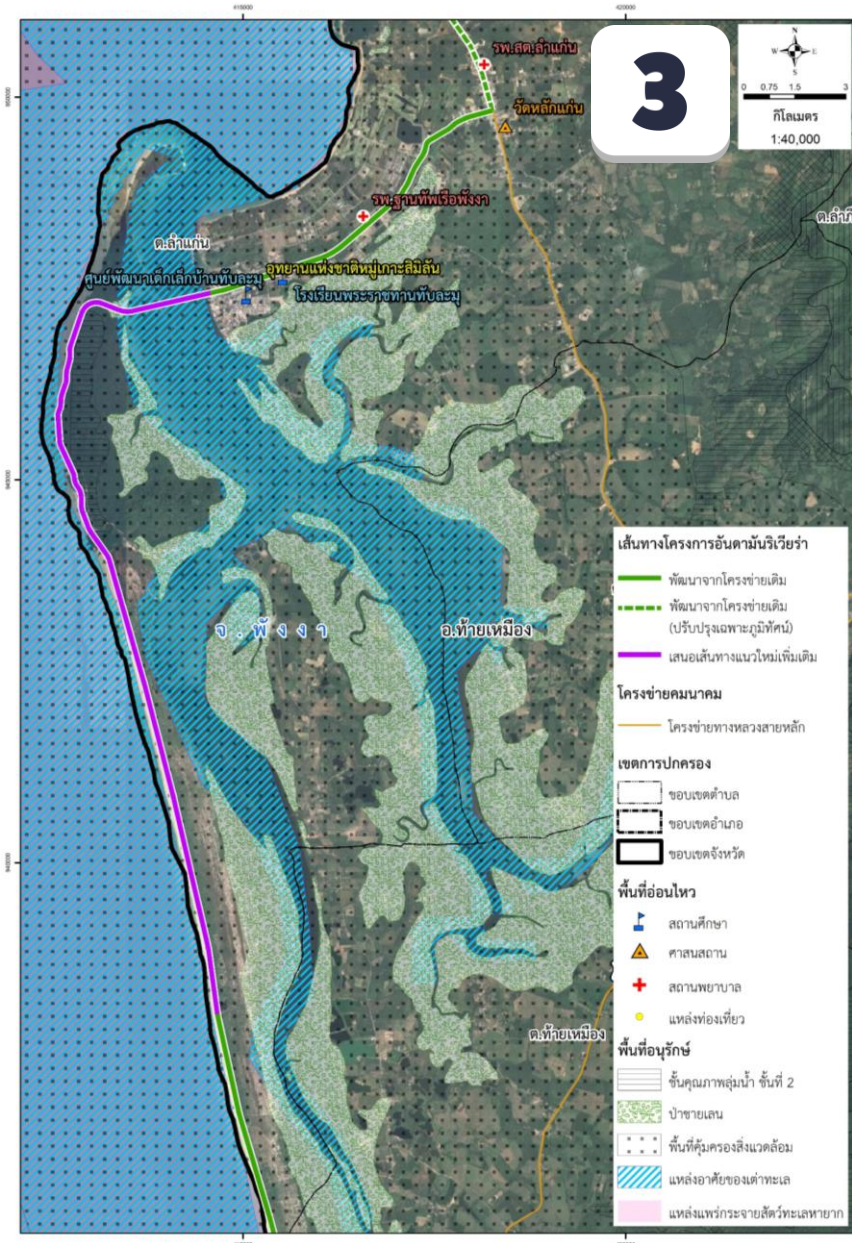 615000
620000
3
N
W E
S
0 0.75 1.5 3
กิโลเมตร
1:40,000
รพ.สต.ลำแก่น
950000
วัดหลักแก่น
รพ.ฐานทัพเรือพังงา
ต.ลำแก่น
อุทยานแห่งชาติหมู่เกาะสิมิลัน
ศูนย์พัฒนาเด็กเล็กบ้านทับละมุ
โรงเรียนพระราชทานทับละมุ
945000
จ.พังงา
อ.ท้ายเหมือง
940000
ต.ท้ายเหมือง
เส้นทางโครงการอันดามันริเวียร่า
พัฒนาจากโครงข่ายเดิม
พัฒนาจากโครงข่ายเดิม
(ปรับปรุงเฉพาะภูมิทัศน์)
เสนอเส้นทางแนวใหม่เพิ่มเติม
โครงข่ายคมนาคม
โครงข่ายทางหลวงสายหลัก
เขตการปกครอง
ขอบเขตตำบล
ขอบเขตอำเภอ
ขอบเขตจังหวัด
พื้นที่อ่อนไหว
สถานศึกษา
ศาสนสถาน
สถานพยาบาล
แหล่งท่องเที่ยว
พื้นที่อนุรักษ์
ชั้นคุณภาพลุ่มน้ำ ชั้นที่ 2
ป่าชายเลน
พื้นที่คุ้มครองสิ่งแวดล้อม
แหล่งอาศัยของเต่าทะเล
แหล่งแพร่กระจายสัตว์ทะเลหายาก